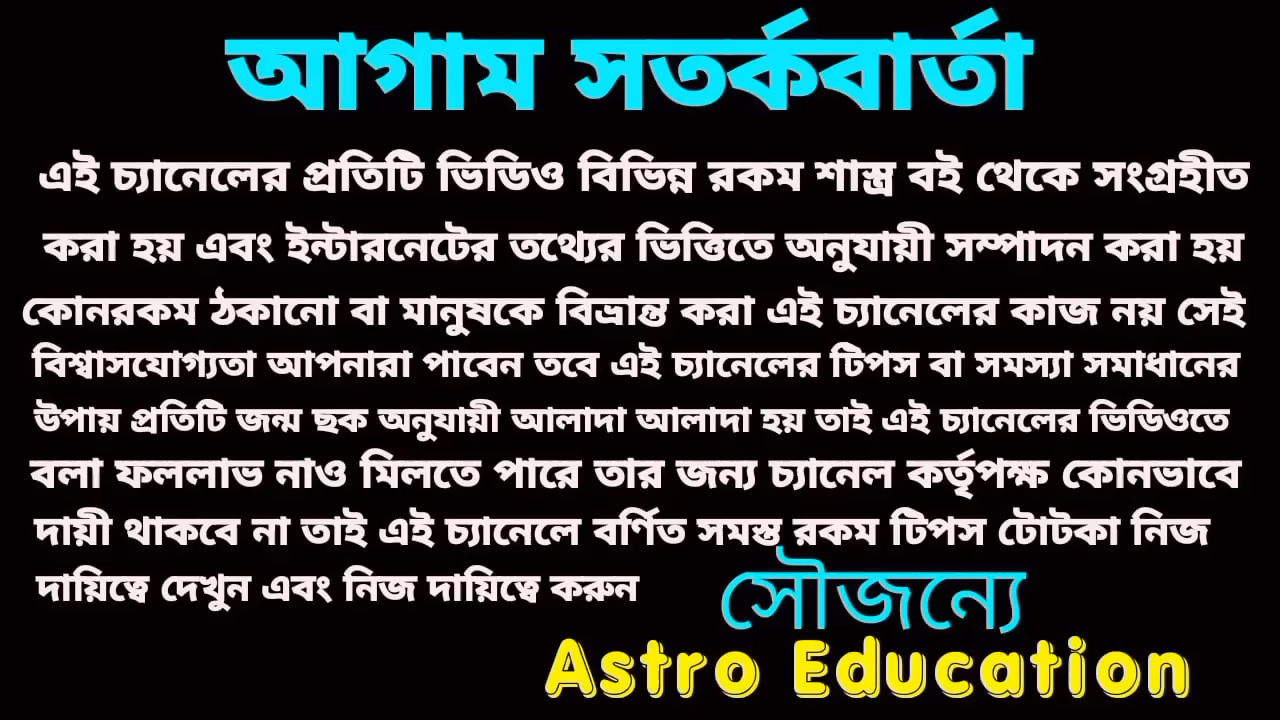 আগাম সতর্কবার্তা
এই চ্যানেলের প্রতিটি ভিডিও বিভিন্ন রকম শাস্ত্র বই থেকে সংগ্রহীত
করা হয় এবং ইন্টারনেটের তথ্যের ভিত্তিতে অনুযায়ী সম্পাদন করা হয়
কোনরকম ঠকানো বা মানুষকে বিভ্রান্ত করা এই চ্যানেলের কাজ নয় সেই
বিশ্বাসযোগ্যতা আপনারা পাবেন তবে এই চ্যানেলের টিপস বা সমস্যা সমাধানের
উপায় প্রতিটি জন্ম ছক অনুযায়ী আলাদা আলাদা হয় তাই এই চ্যানেলের ভিডিওতে
বলা ফললাভ নাও মিলতে পারে তার জন্য চ্যানেল কর্তৃপক্ষ কোনভাবে
দায়ী থাকবে না তাই এই চ্যানেলে বর্ণিত সমস্ত রকম টিপস টোটকা নিজ
দায়িত্বে দেখুন এবং নিজ দায়িত্বে করুন
সৌজন্যে
Astro Education